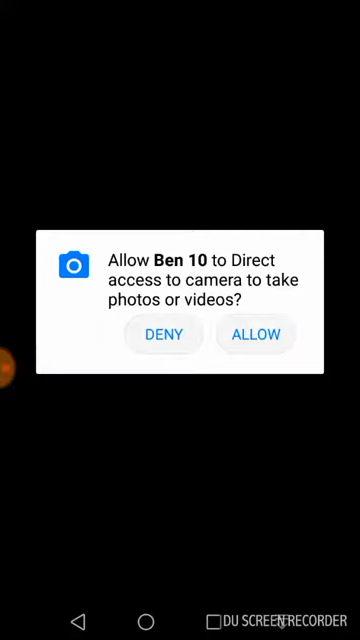 Allow Ben 10 to Direct
access to camera to take
photos or videos?
DENY
ALLOW
DU SCREEN RECORDER